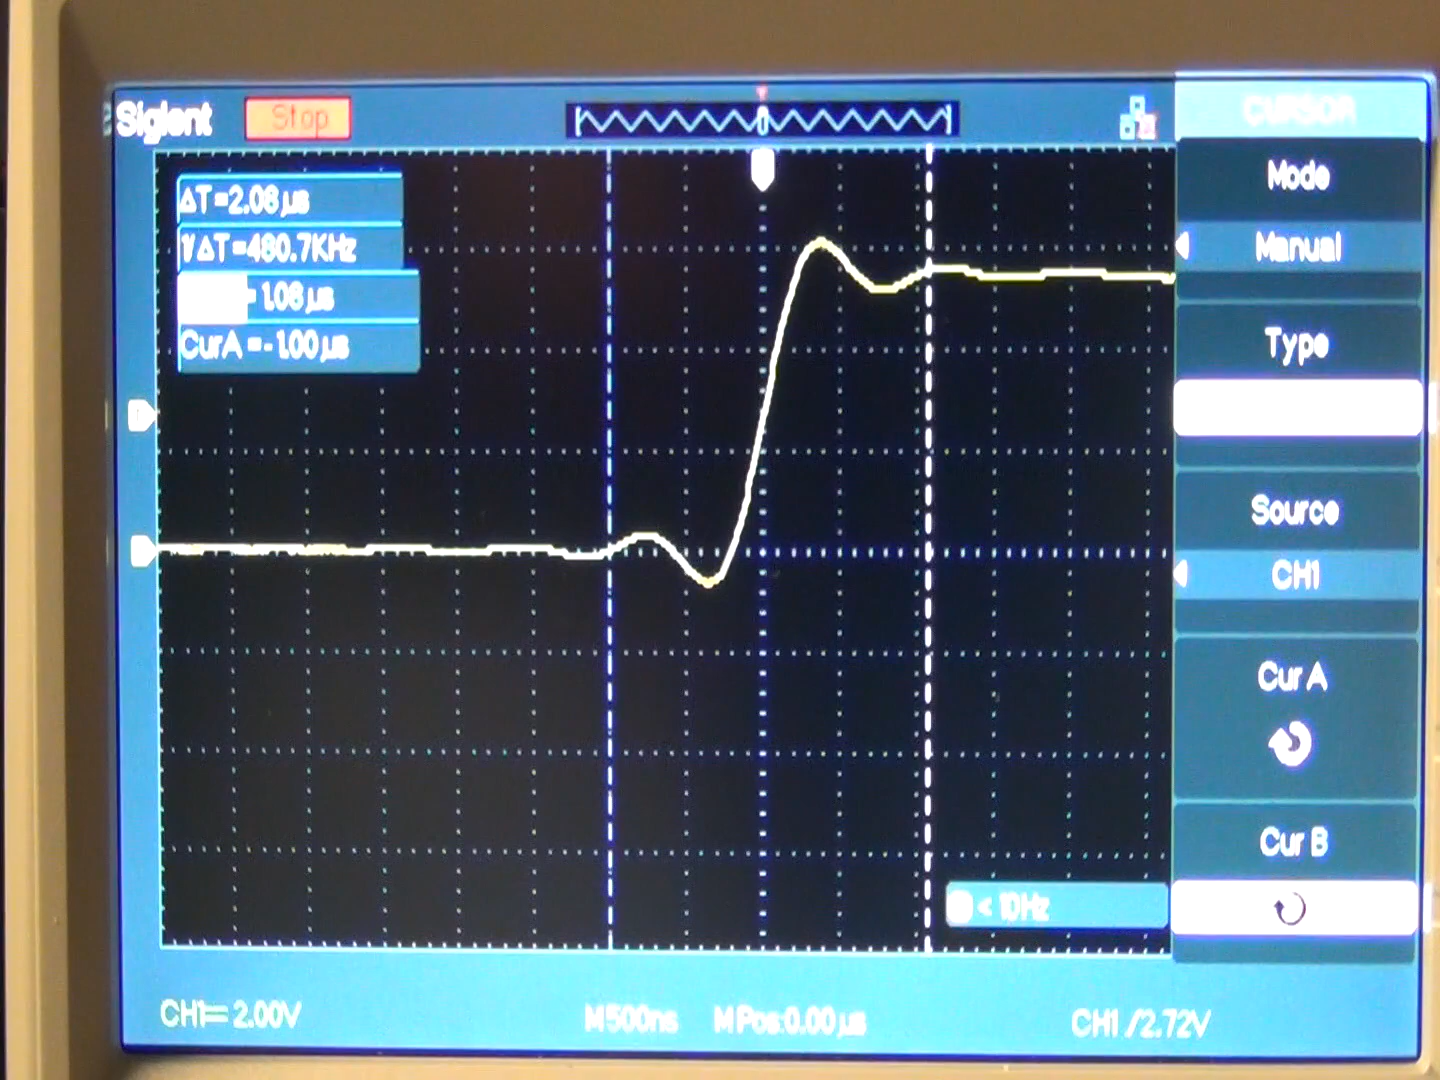 Siglent Stop
T
CURSOR
ΔT=2.08µs
1/ΔT=480.7KHz
= 1.08µs
CurA =-1.00µs
Mode
Manual
Type
Source
CH1
Cur A
Cur B
< 10Hz
CH1 2.00V M500ns MPos:0.00µs CH1 /2.72V